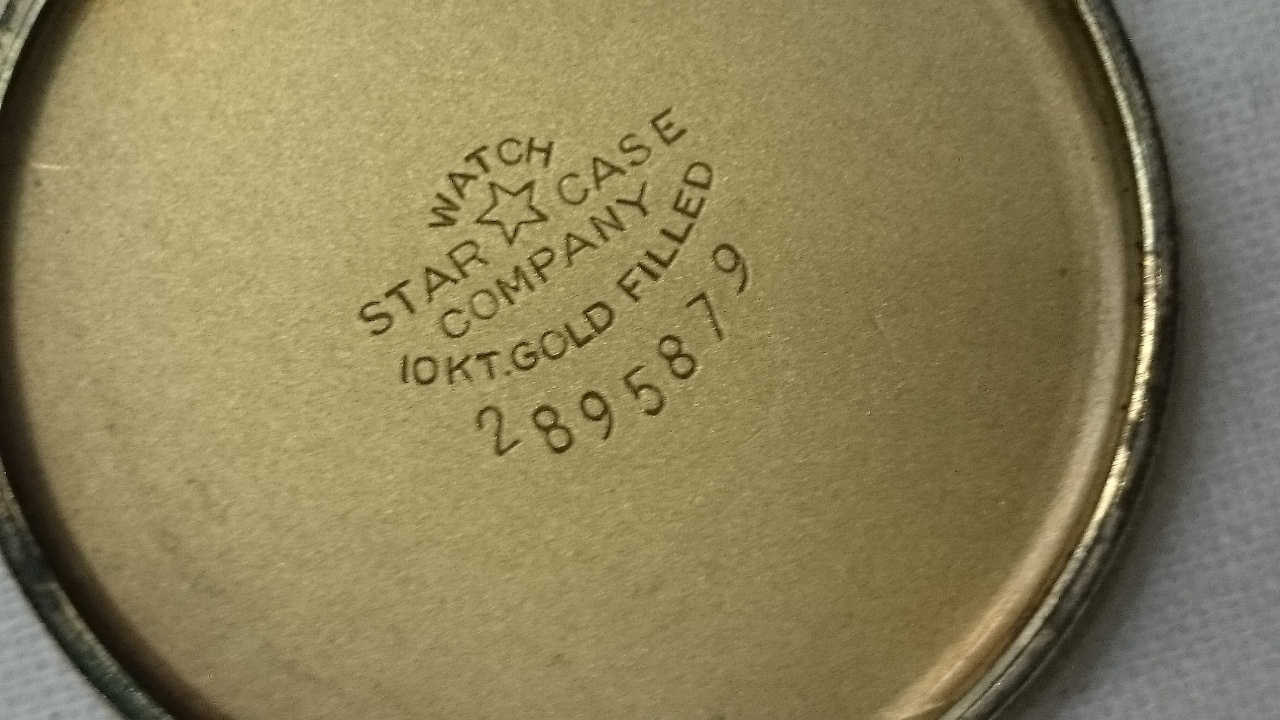 WATCH
STAR CASE
COMPANY
10KT.GOLD FILLED
2895879